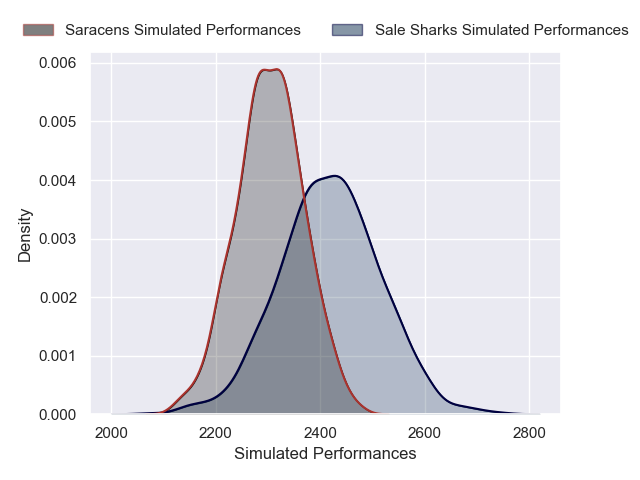 Saracens Simulated Performances Sale Sharks Simulated Performances
0.006
0.005
0.004
0.003
0.002
0.001
0.000
Density
2000 2200 2400 2600 2800
Simulated Performances